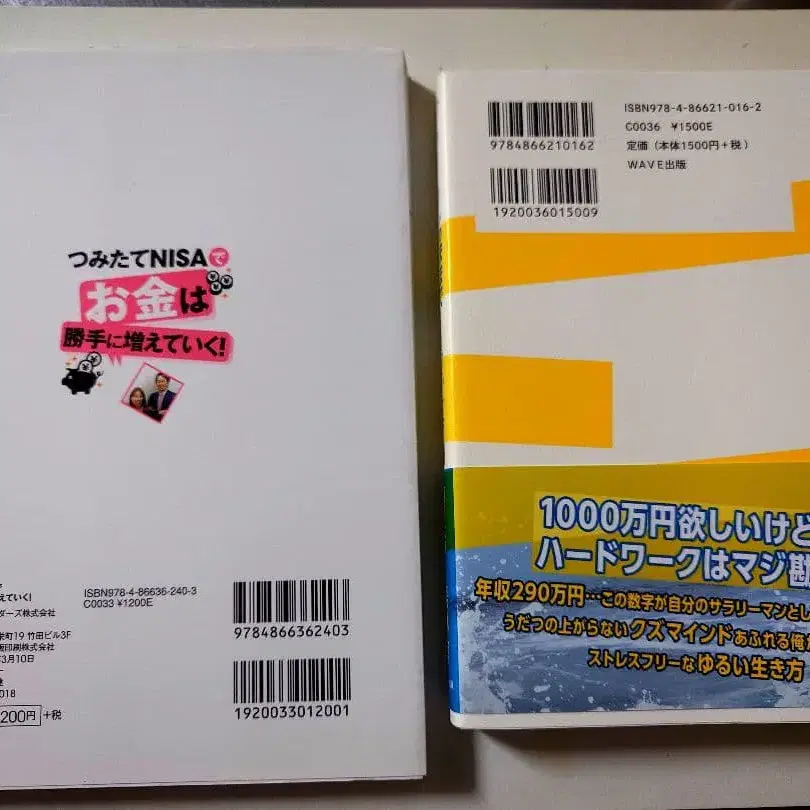 つみたてNISAで
お金は
勝手に増えていく!
えていく!
ダーズ株式会社
栄町19 竹田ビル3F
印刷株式会社
3月10日
018
200円 +税
ISBN978-4-86636-240-3
C0033 ¥1200E
9784866362403
1920033012001
ISBN978-4-86621-016-2
C0036 ¥1500E
定価(本体1500円+税)
WAVE出版
9784866210162
1920036015009
1000万円欲しいけど
ハードワークはマジ勘
年収290万円…この数字が自分のサラリーマンとし
うだつの上がらないクズマインドあふれる俺
ストレスフリーなゆるい生き方